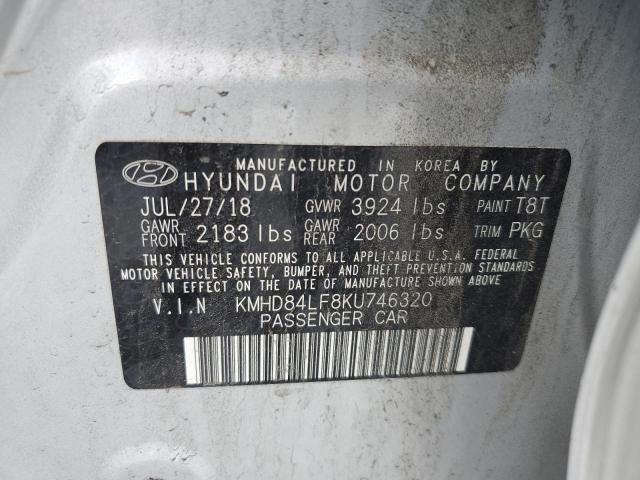 MANUFACTURED IN KOREA BY
HYUNDAI MOTOR COMPANY
JUL/27/18 GVWR 3924 lbs PAINT T8T
GAWR FRONT 2183 lbs GAWR REAR 2006 lbs TRIM PKG
THIS VEHICLE CONFORMS TO ALL APPLICABLE U.S.A. FEDERAL
MOTOR VEHICLE SAFETY, BUMPER, AND THEFT PREVENTION STANDARDS
IN EFFECT ON THE DATE OF MANUFACTURE SHOWN ABOVE.
V.I.N KMHD84LF8KU746320
PASSENGER CAR